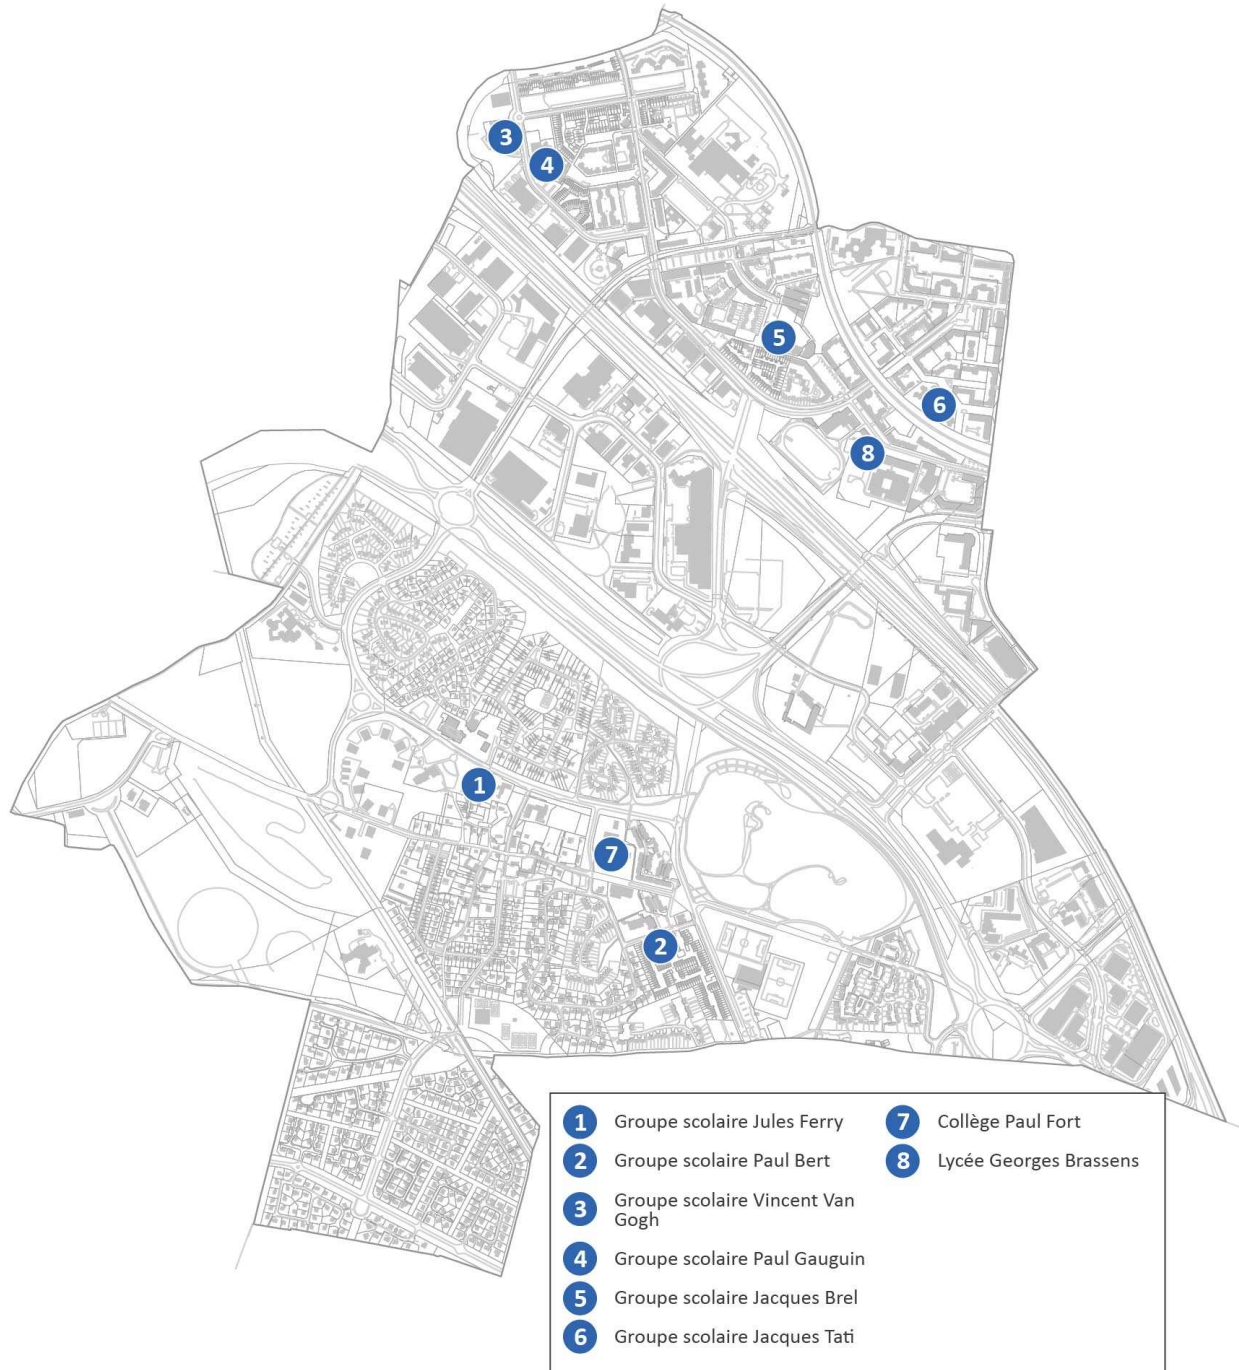 3
4
5
6
8
1
7
2
1 Groupe scolaire Jules Ferry
2 Groupe scolaire Paul Bert
3 Groupe scolaire Vincent Van
Gogh
4 Groupe scolaire Paul Gauguin
5 Groupe scolaire Jacques Brel
6 Groupe scolaire Jacques Tati
7 Collège Paul Fort
8 Lycée Georges Brassens